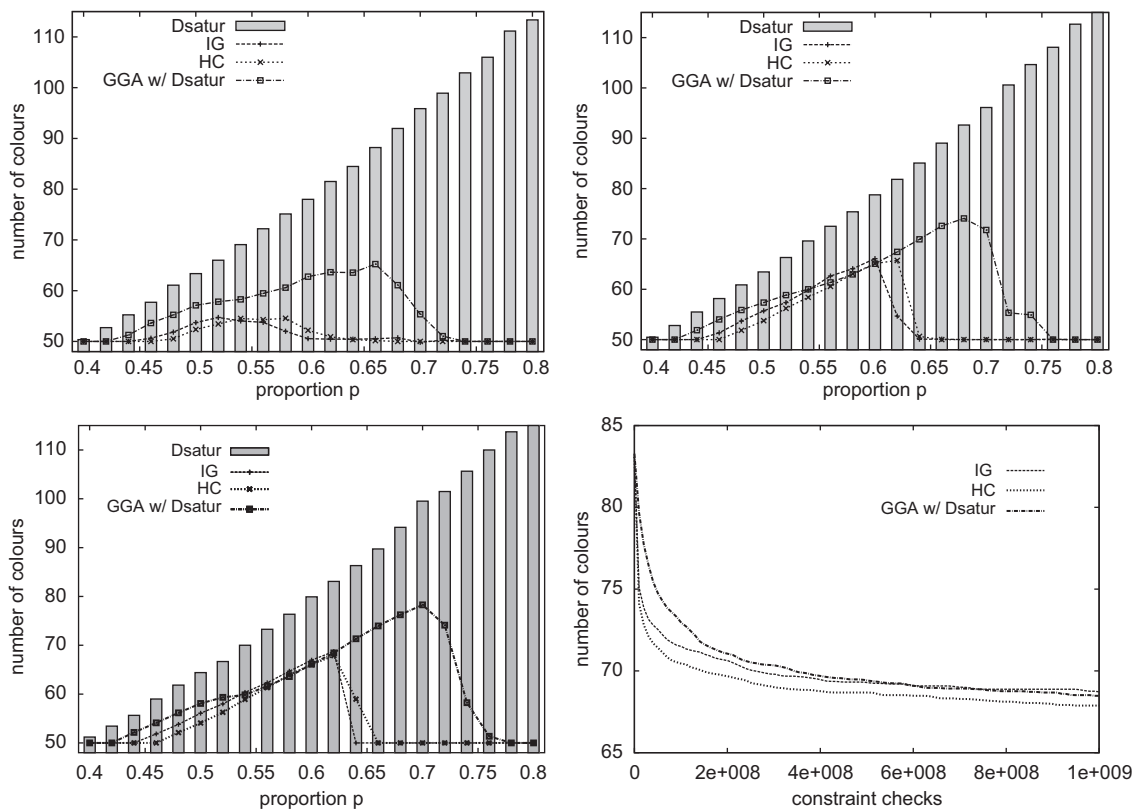 110
100
90
80
70
60
50
number of colours
Dsatur
IG
HC
GGA w/ Dsatur
0.4 0.45 0.5 0.55 0.6 0.65 0.7 0.75 0.8
proportion p
110
100
90
80
70
60
50
number of colours
Dsatur
IG
HC
GGA w/ Dsatur
0.4 0.45 0.5 0.55 0.6 0.65 0.7 0.75 0.8
proportion p
110
100
90
80
70
60
50
number of colours
Dsatur
IG
HC
GGA w/ Dsatur
0.4 0.45 0.5 0.55 0.6 0.65 0.7 0.75 0.8
proportion p
85
80
75
70
65
number of colours
IG
HC
GGA w/ Dsatur
0 2e+008 4e+008 6e+008 8e+008 1e+009
constraint checks